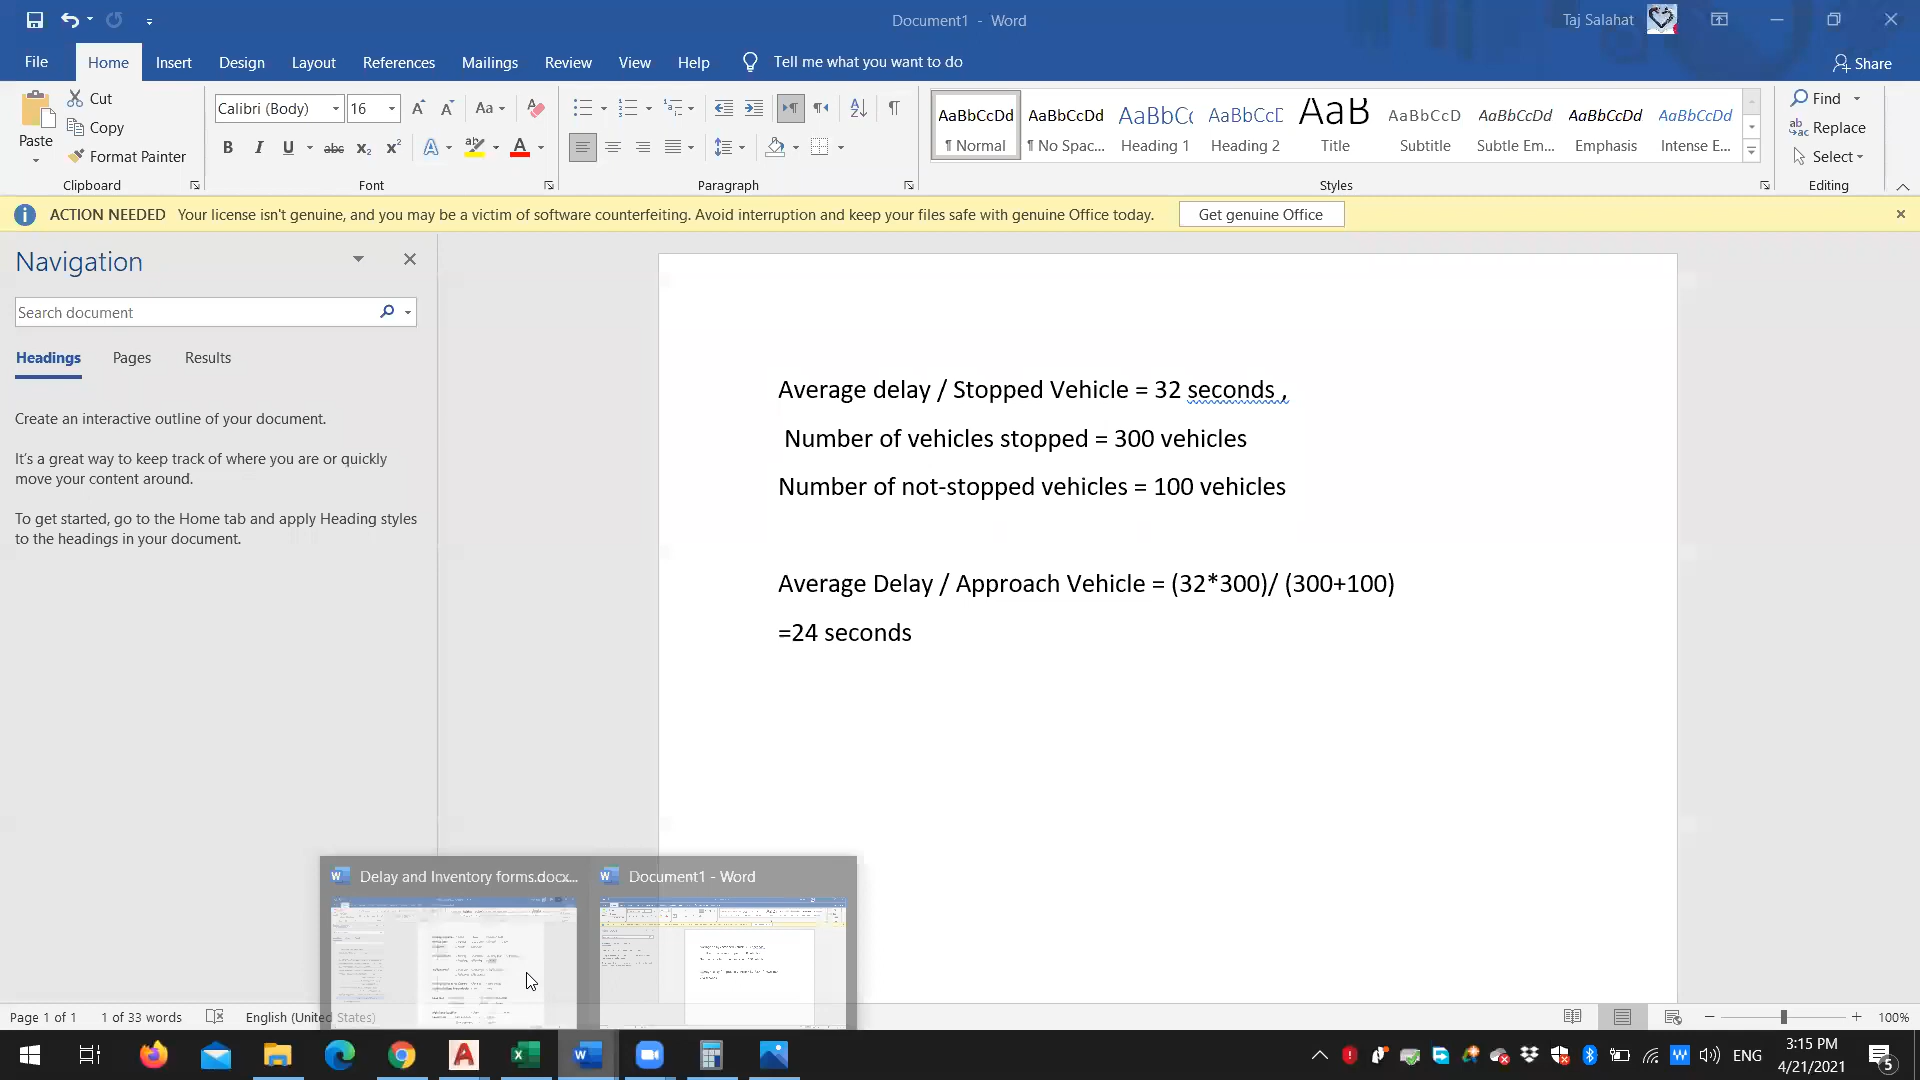 Document1 - Word
Taj Salahat
File Home Insert Design Layout References Mailings Review View Help Tell me what you want to do Share
Cut
Copy
Format Painter
Paste
Clipboard
Calibri (Body) 16
Font
Paragraph
AaBbCcDd AaBbCcDd AaBbCc AaBbCcD AaB AaBbCcD AaBbCcDd AaBbCcDd AaBbCcDd
¶ Normal ¶ No Spac... Heading 1 Heading 2 Title Subtitle Subtle Em... Emphasis Intense E...
Styles
Find
Replace
Select
Editing
ACTION NEEDED Your license isn't genuine, and you may be a victim of software counterfeiting. Avoid interruption and keep your files safe with genuine Office today. Get genuine Office
Navigation
Search document
Headings Pages Results
Create an interactive outline of your document.
It's a great way to keep track of where you are or quickly
move your content around.
To get started, go to the Home tab and apply Heading styles
to the headings in your document.
Average delay / Stopped Vehicle = 32 seconds ,
Number of vehicles stopped = 300 vehicles
Number of not-stopped vehicles = 100 vehicles
Average Delay / Approach Vehicle = (32*300)/ (300+100)
=24 seconds
Delay and Inventory forms.docx...
Document1 - Word
Page 1 of 1 1 of 33 words English (United States)
100%
ENG
3:15 PM
4/21/2021
5